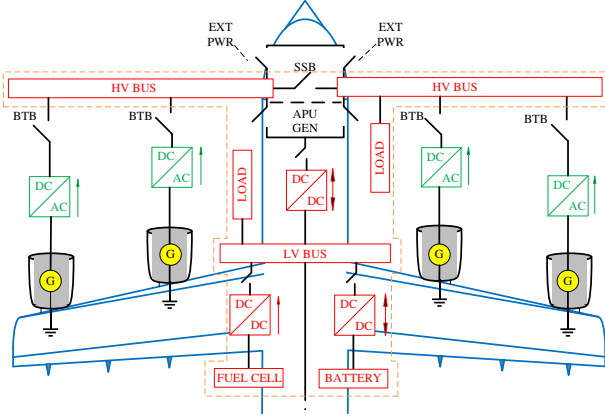 EXT
PWR
EXT
PWR
SSB
HV BUS
HV BUS
APU
GEN
BTB
BTB
BTB
BTB
DC
AC
DC
AC
DC
AC
DC
AC
LOAD
LOAD
DC
DC
G
G
G
G
LV BUS
DC
DC
DC
DC
FUEL CELL
BATTERY